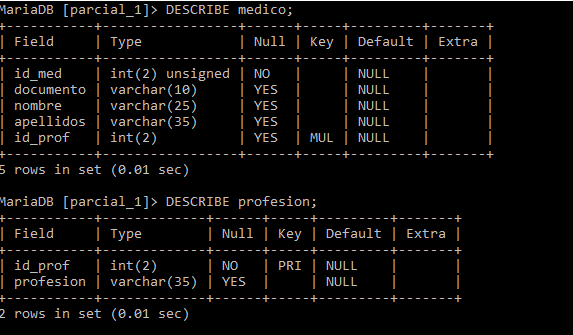 MariaDB [parcial_1]> DESCRIBE medico;
+-----------+-----------------+------+-----+---------+-------+
| Field     | Type            | Null | Key | Default | Extra |
+-----------+-----------------+------+-----+---------+-------+
| id_med    | int(2) unsigned | NO   |     | NULL    |       |
| documento | varchar(10)     | YES  |     | NULL    |       |
| nombre    | varchar(25)     | YES  |     | NULL    |       |
| apellidos | varchar(35)     | YES  |     | NULL    |       |
| id_prof   | int(2)          | YES  | MUL | NULL    |       |
+-----------+-----------------+------+-----+---------+-------+
5 rows in set (0.01 sec)
MariaDB [parcial_1]> DESCRIBE profesion;
+-----------+-------------+------+-----+---------+-------+
| Field     | Type        | Null | Key | Default | Extra |
+-----------+-------------+------+-----+---------+-------+
| id_prof   | int(2)      | NO   | PRI | NULL    |       |
| profesion | varchar(35) | YES  |     | NULL    |       |
+-----------+-------------+------+-----+---------+-------+
2 rows in set (0.01 sec)